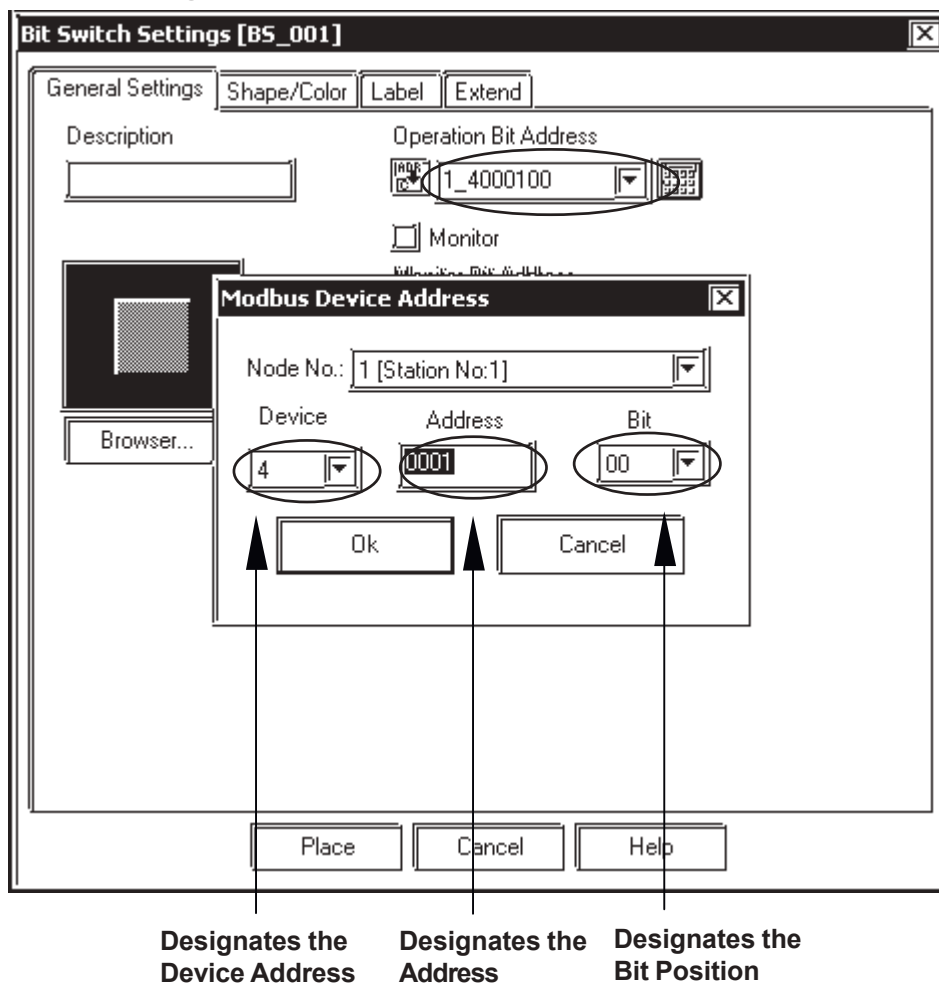 Bit Switch Settings [BS_001]
General Settings Shape/Color Label Extend
Description Operation Bit Address
1_4000100
Monitor
Modbus Device Address
Node No.: 1 [Station No:1]
Device Address Bit
Browser...
4 0001 00
Ok Cancel
Place Cancel Help
Designates the Device Address
Designates the Address
Designates the Bit Position